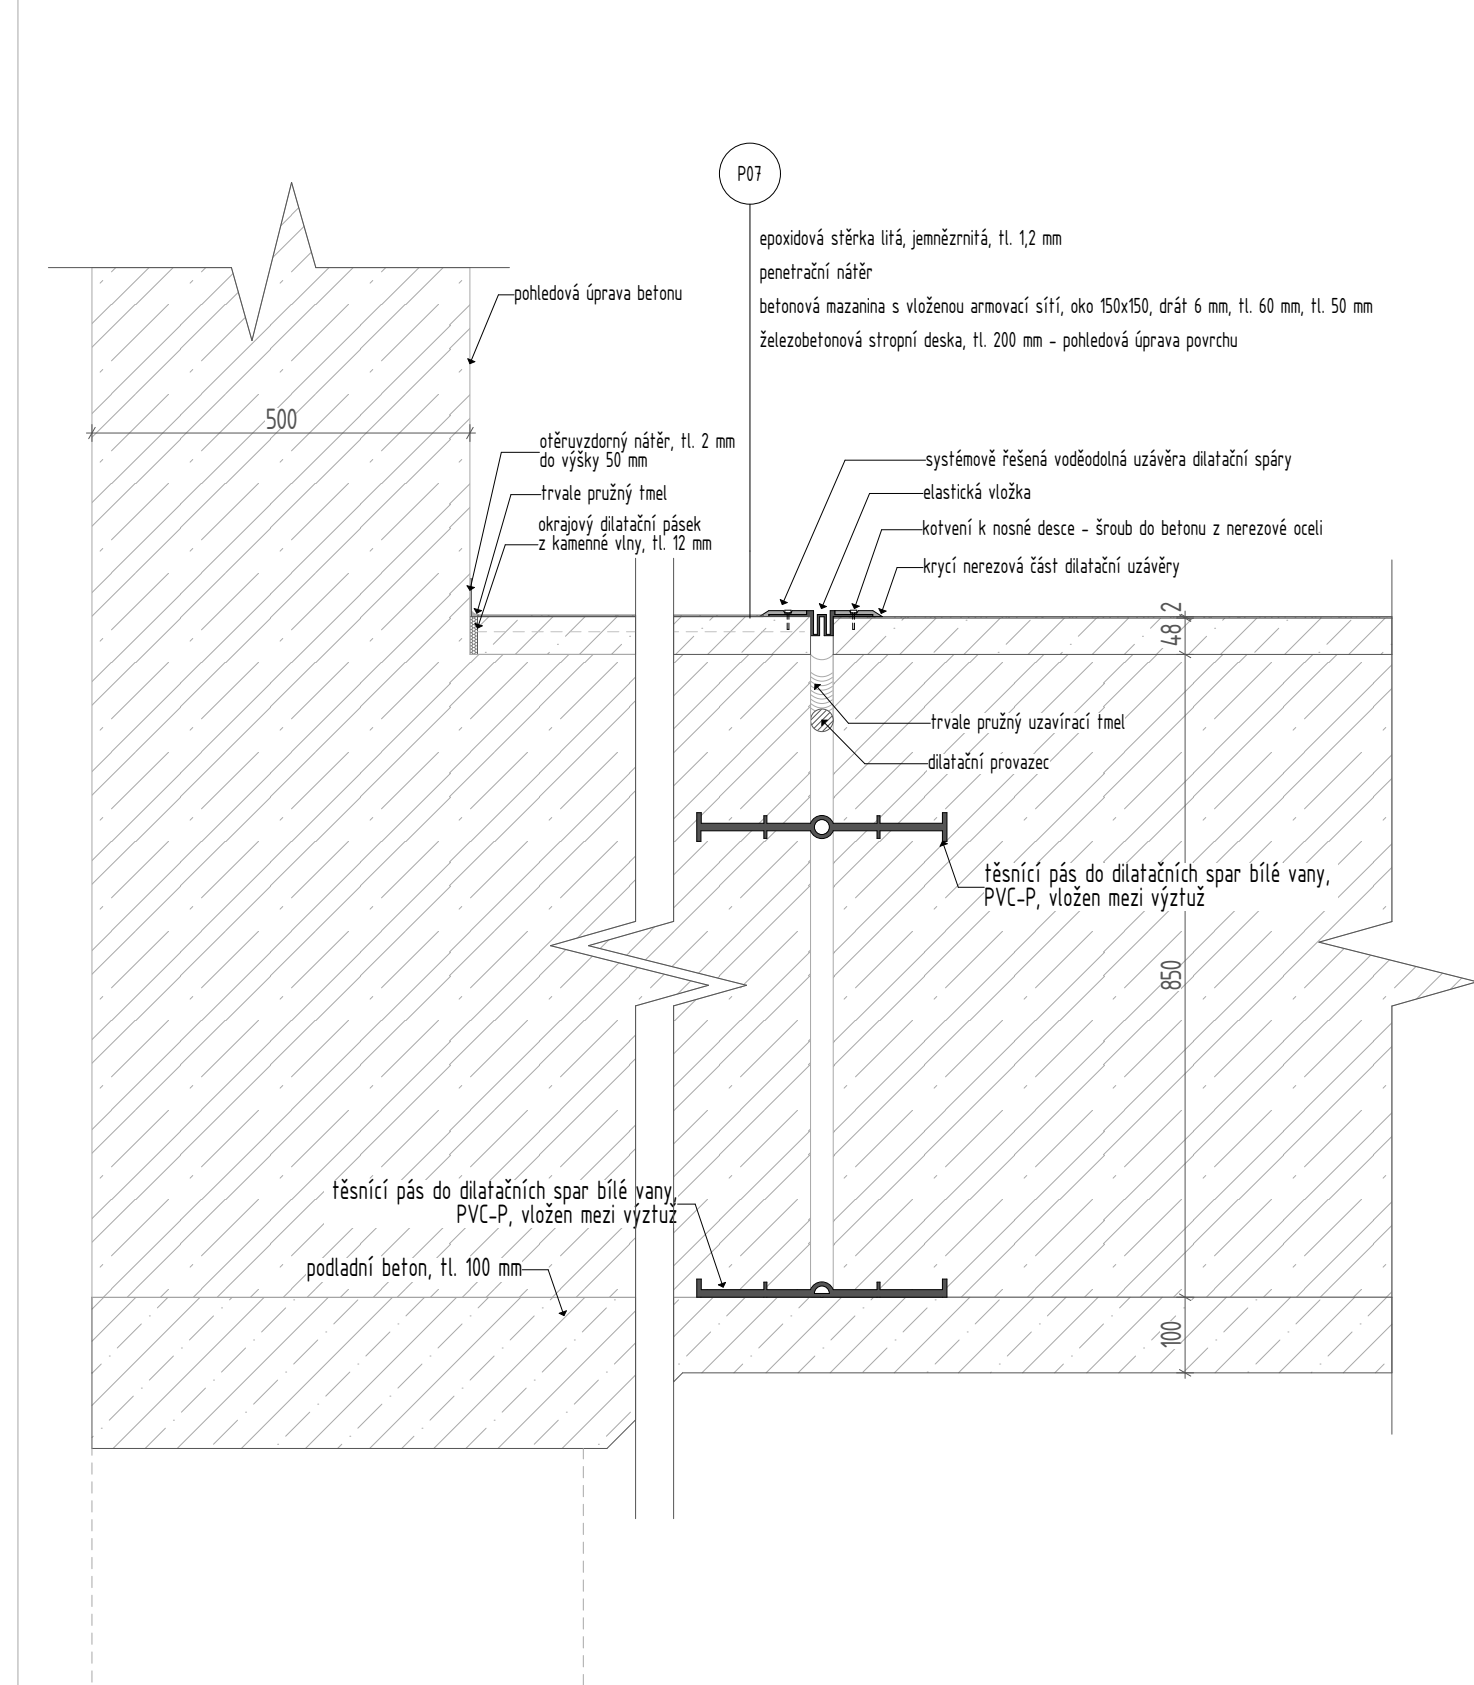 P07
epoxidová stěrka litá, jemnězrnitá, tl. 1,2 mm
penetrační nátěr
betonová mazanina s vloženou armovací sítí, oko 150x150, drát 6 mm, tl. 60 mm, tl. 50 mm
železobetonová stropní deska, tl. 200 mm - pohledová úprava povrchu
pohledová úprava betonu
500
otěruvzdorný nátěr, tl. 2 mm
do výšky 50 mm
trvale pružný tmel
okrajový dilatační pásek
z kamenné vlny, tl. 12 mm
systémově řešená voděodolná uzávěra dilatační spáry
elastická vložka
kotvení k nosné desce - šroub do betonu z nerezové oceli
krycí nerezová část dilatační uzávěry
2
48
trvale pružný uzavírací tmel
dilatační provazec
těsnící pás do dilatačních spar bílé vany,
PVC-P, vložen mezi výztuž
850
těsnící pás do dilatačních spar bílé vany,
PVC-P, vložen mezi výztuž
podladní beton, tl. 100 mm
100